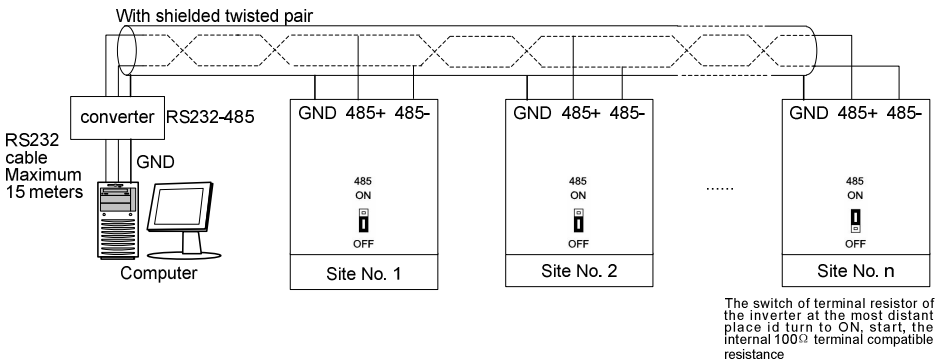 With shielded twisted pair
converter
RS232-485
RS232
cable
Maximum
15 meters
GND
Computer
GND 485+ 485-
485
ON
OFF
Site No. 1
GND 485+ 485-
485
ON
OFF
Site No. 2
......
GND 485+ 485-
485
ON
OFF
Site No. n
The switch of terminal resistor of
the inverter at the most distant
place id turn to ON, start, the
internal 100Ω terminal compatible
resistance